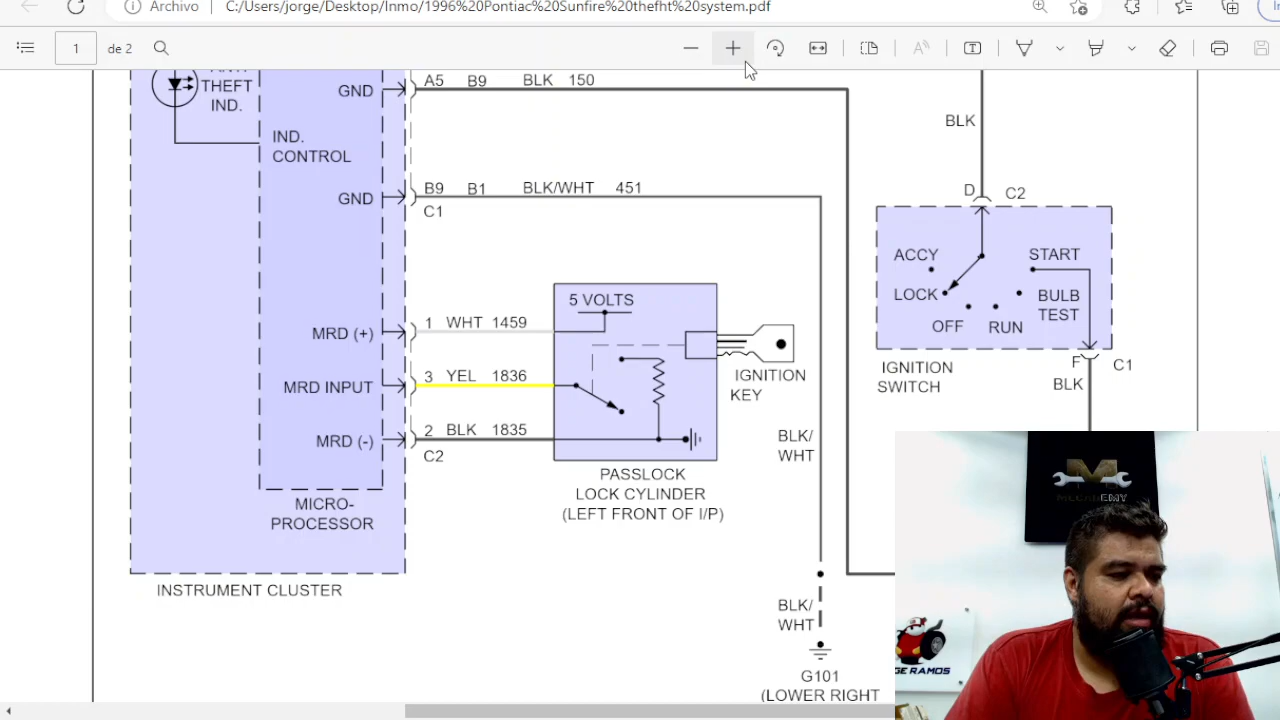 Archivo
C:/Users/jorge/Desktop/Inmo/1996%20Pontiac%20Sunfire%20thefht%20system.pdf
1 de 2
THEFT
IND.
GND
A5 B9 BLK 150
IND.
CONTROL
BLK
GND
B9 B1 BLK/WHT 451
C1
D C2
5 VOLTS
MRD (+)
1 WHT 1459
MRD INPUT
3 YEL 1836
MRD (-)
2 BLK 1835
C2
IGNITION
KEY
ACCY
START
LOCK
BULB
TEST
OFF
RUN
IGNITION
SWITCH
F C1
BLK
BLK/
WHT
PASSLOCK
LOCK CYLINDER
(LEFT FRONT OF I/P)
MICRO-
PROCESSOR
INSTRUMENT CLUSTER
BLK/
WHT
G101
(LOWER RIGHT
M
GE RAMOS